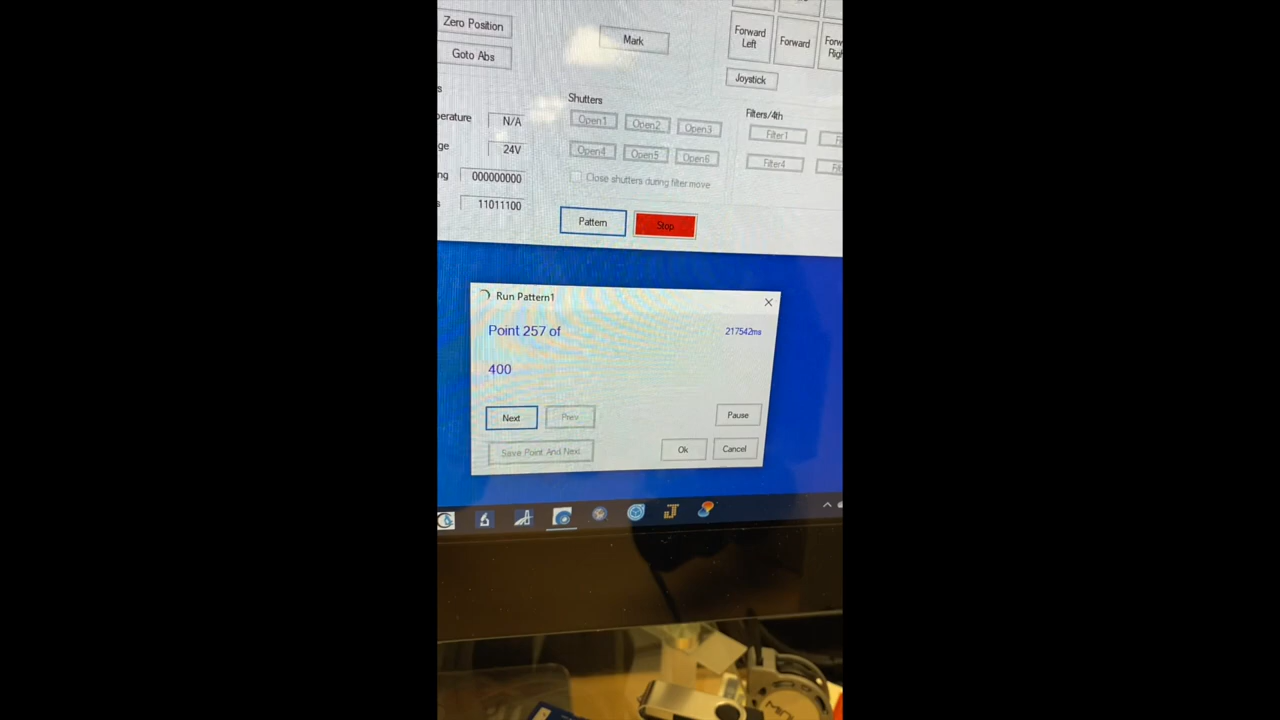 Zero Position
Mark
Forward Left
Forward
Goto Abs
Joystick
Shutters
Filters/4th
N/A
Open1
Open2
Open3
Filter1
24V
Open4
Open5
Open6
Filter4
000000000
Close shutters during filter move
11011100
Pattern
Stop
Run Pattern1
Point 257 of
217542ms
400
Next
Prev
Pause
Save Point And Next
Ok
Cancel